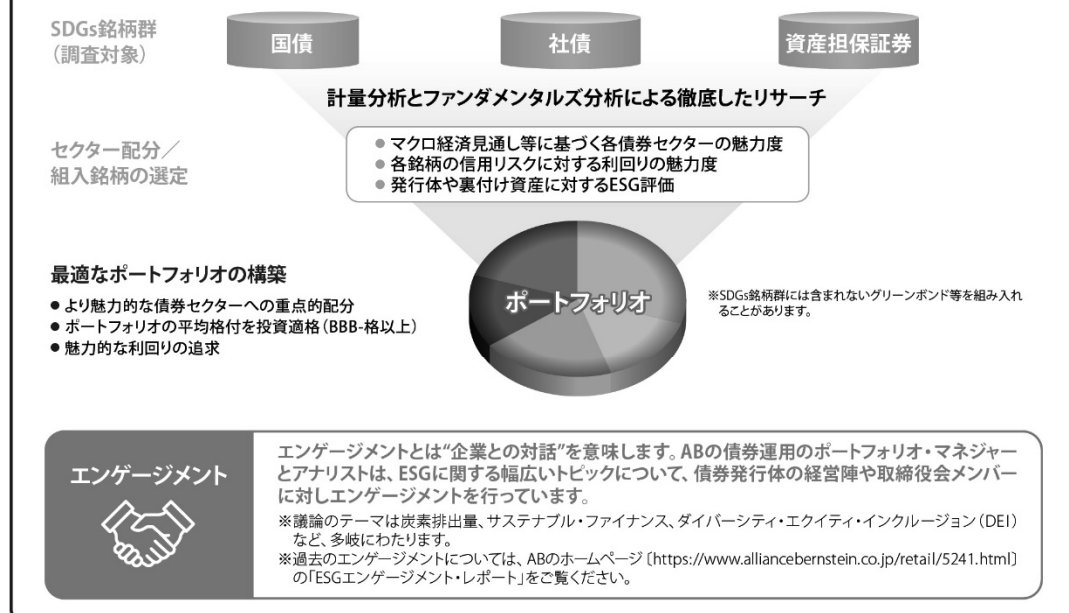 SDGs銘柄群
（調査対象）
国債
社債
資産担保証券
計量分析とファンダメンタルズ分析による徹底したリサーチ
セクター配分／
組入銘柄の選定
● マクロ経済見通し等に基づく各債券セクターの魅力度
● 各銘柄の信用リスクに対する利回りの魅力度
● 発行体や裏付け資産に対するESG評価
最適なポートフォリオの構築
● より魅力的な債券セクターへの重点的配分
● ポートフォリオの平均格付を投資適格（BBB-格以上）
● 魅力的な利回りの追求
ポートフォリオ
※SDGs銘柄群には含まれないグリーンボンド等を組み入れ
ることがあります。
エンゲージメント
エンゲージメントとは“企業との対話”を意味します。ABの債券運用のポートフォリオ・マネジャー
とアナリストは、ESGに関する幅広いトピックについて、債券発行体の経営陣や取締役会メンバー
に対しエンゲージメントを行っています。
※議論のテーマは炭素排出量、サステナブル・ファイナンス、ダイバーシティ・エクイティ・インクルージョン（DEI）
など、多岐にわたります。
※過去のエンゲージメントについては、ABのホームページ〔https://www.alliancebernstein.co.jp/retail/5241.html〕
の「ESGエンゲージメント・レポート」をご覧ください。